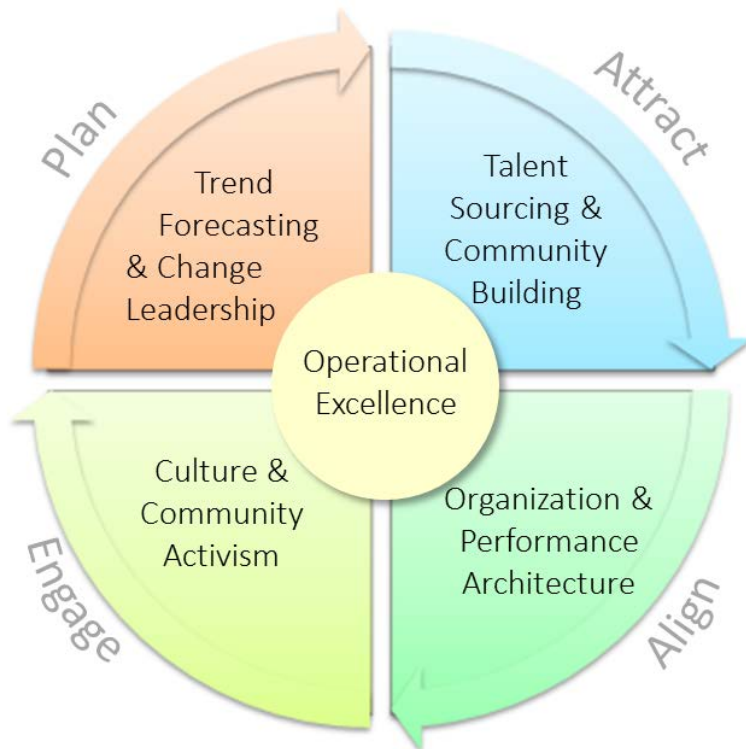 Plan
Trend
Forecasting
& Change
Leadership
Attract
Talent
Sourcing &
Community
Building
Operational
Excellence
Culture &
Community
Activism
Engage
Organization &
Performance
Architecture
Align